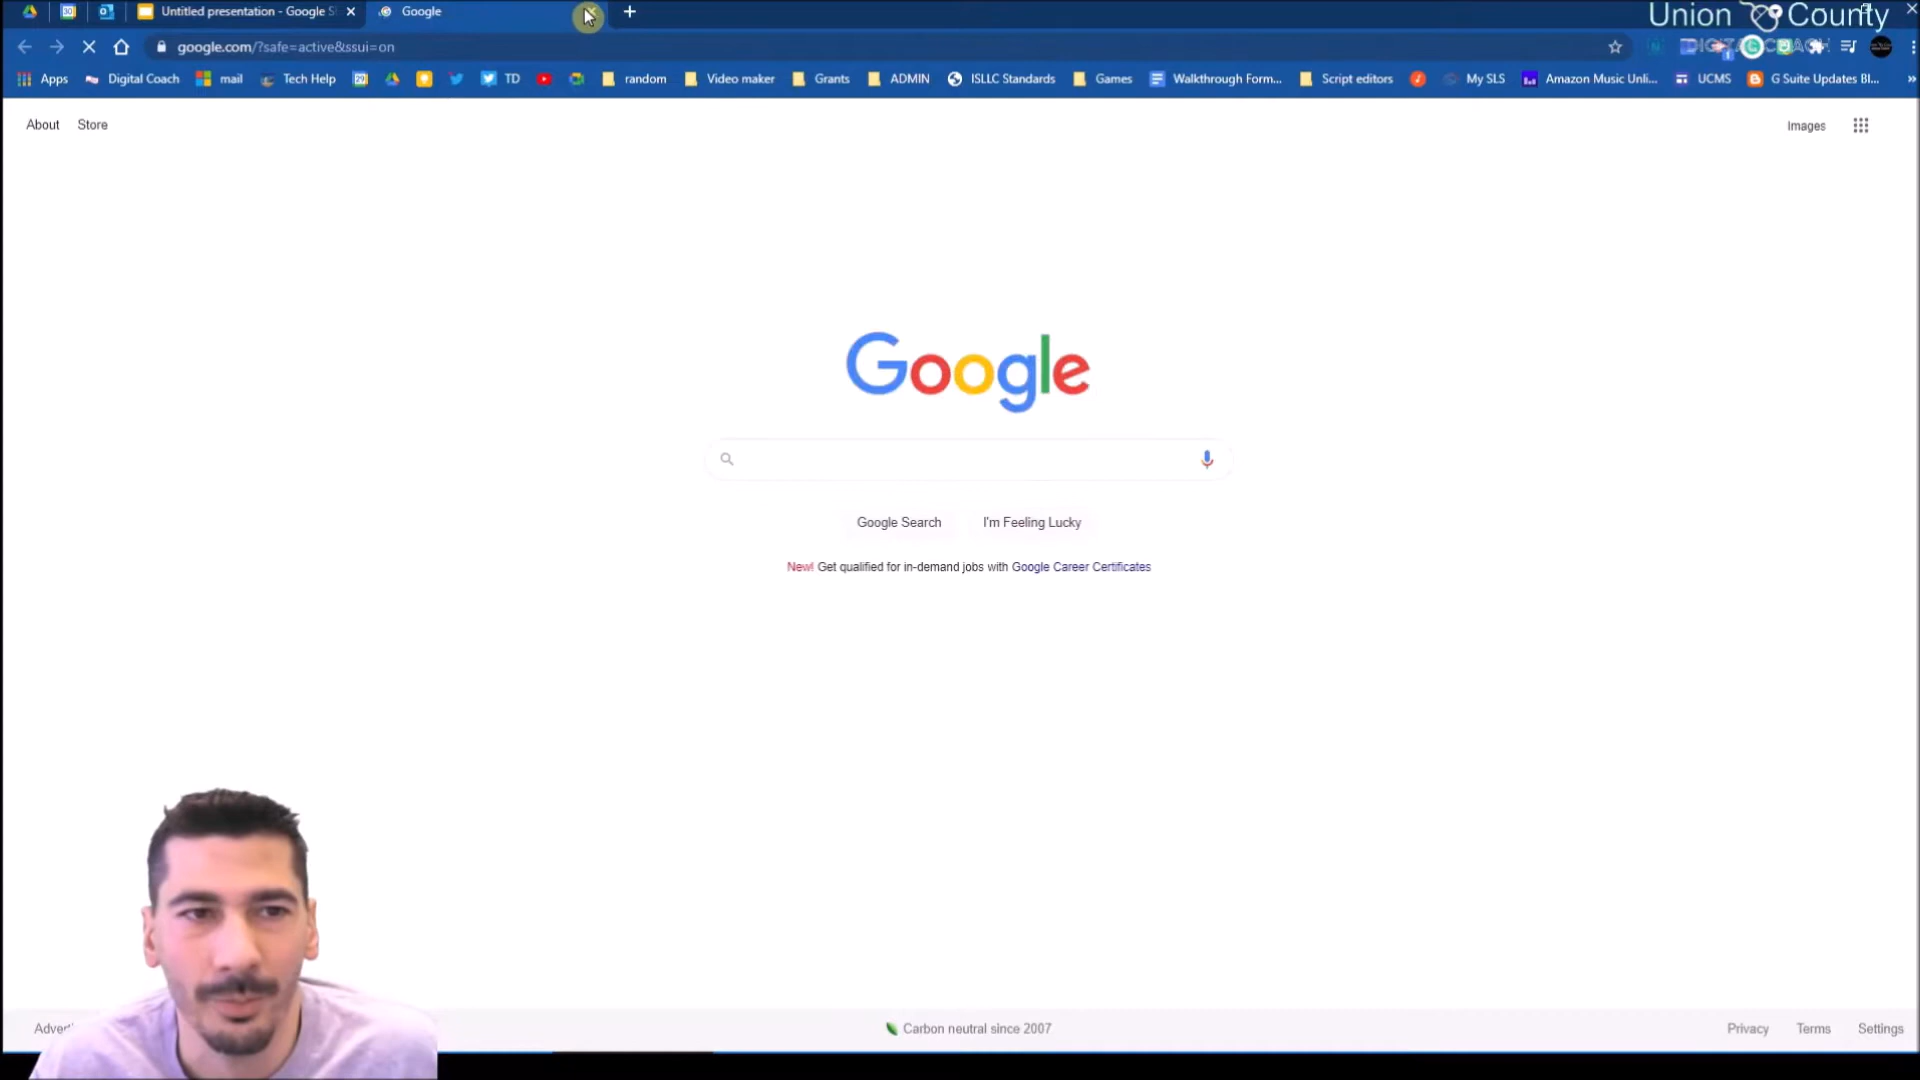 Untitled presentation - Google S
Google
Union County
DIGITAL COACH
google.com/?safe=active&ssui=on
Apps
Digital Coach
mail
Tech Help
TD
random
Video maker
Grants
ADMIN
ISLLC Standards
Games
Walkthrough Form...
Script editors
My SLS
Amazon Music Unli...
UCMS
G Suite Updates Bl...
About
Store
Images
Google
Google Search
I'm Feeling Lucky
New! Get qualified for in-demand jobs with Google Career Certificates
Adverti
Carbon neutral since 2007
Privacy
Terms
Settings